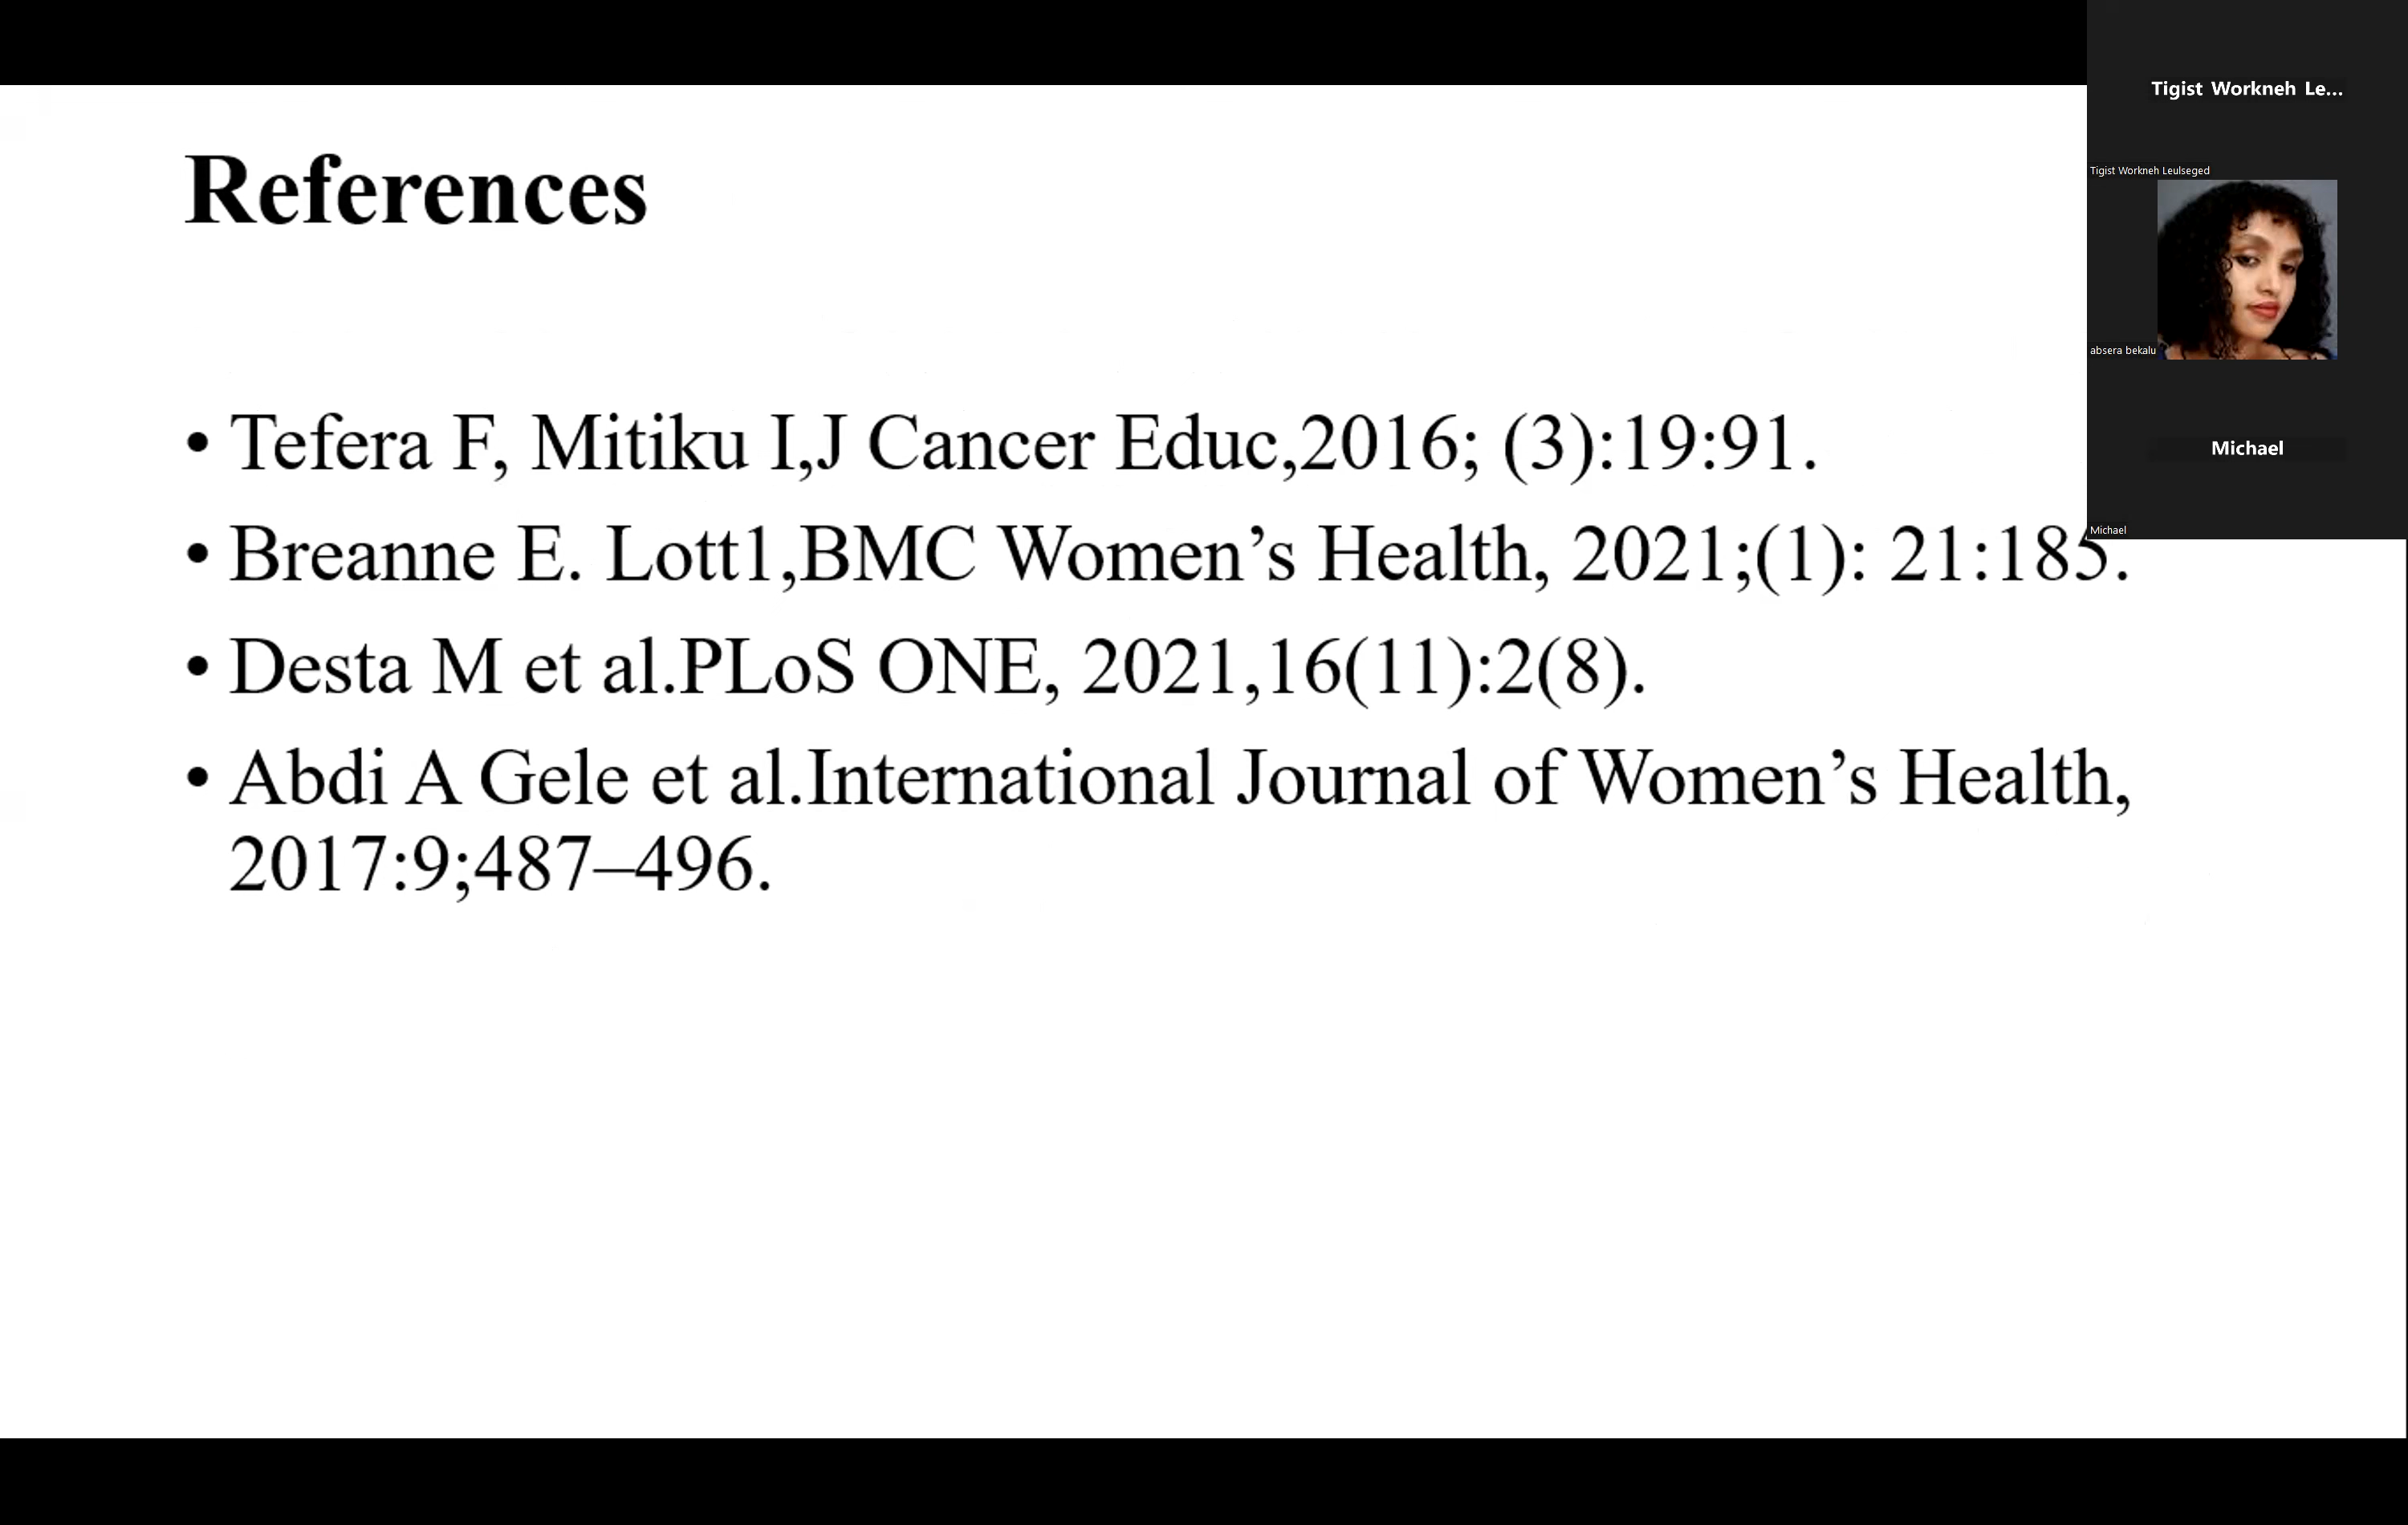 References
• Tefera F, Mitiku I,J Cancer Educ,2016; (3):19:91.
• Breanne E. Lott1,BMC Women’s Health, 2021;(1): 21:185.
• Desta M et al.PLoS ONE, 2021,16(11):2(8).
• Abdi A Gele et al.International Journal of Women’s Health,
2017:9;487–496.
Tigist Workneh Le...
Tigist Workneh Leulseged
absera bekalu
Michael
Michael